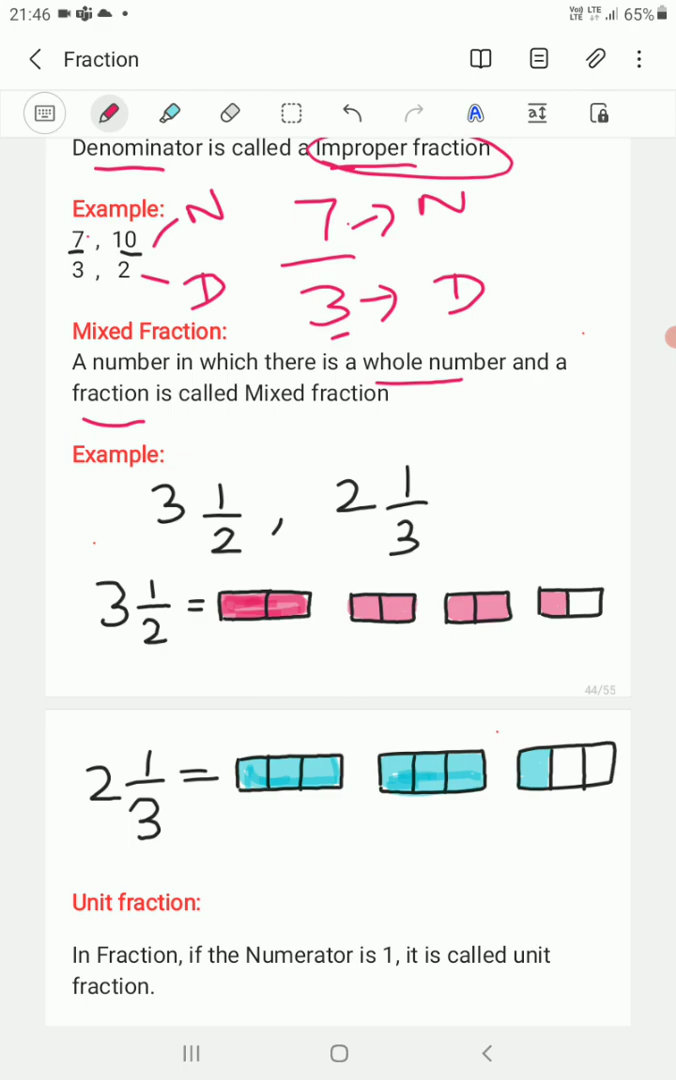 21:46 Vo) LTE LTE 65%
Fraction
Denominator is called a Improper fraction
Example: N 7 → N
7 , 10
3 , 2 D 3 → D
Mixed Fraction:
A number in which there is a whole number and a
fraction is called Mixed fraction
Example:
3 1/2 , 2 1/3
3 1/2 =
44/55
2 1/3 =
Unit fraction:
In Fraction, if the Numerator is 1, it is called unit
fraction.